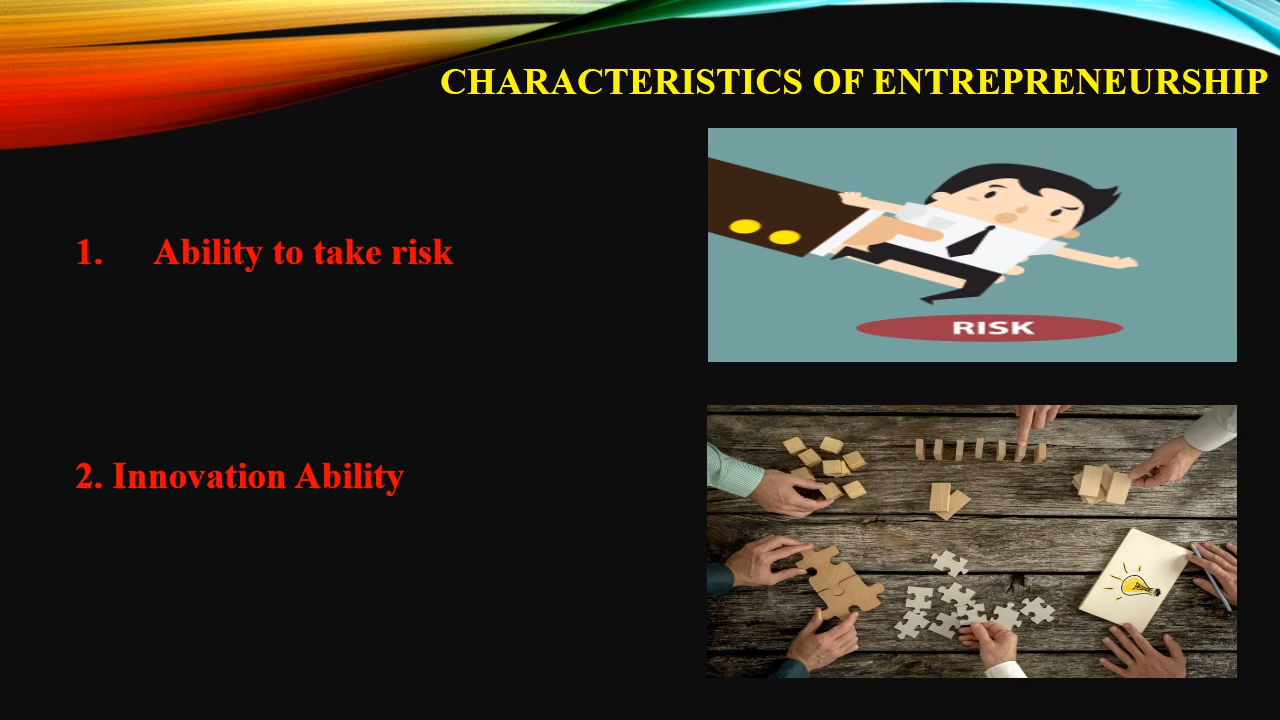 CHARACTERISTICS OF ENTREPRENEURSHIP
1. Ability to take risk
RISK
2. Innovation Ability